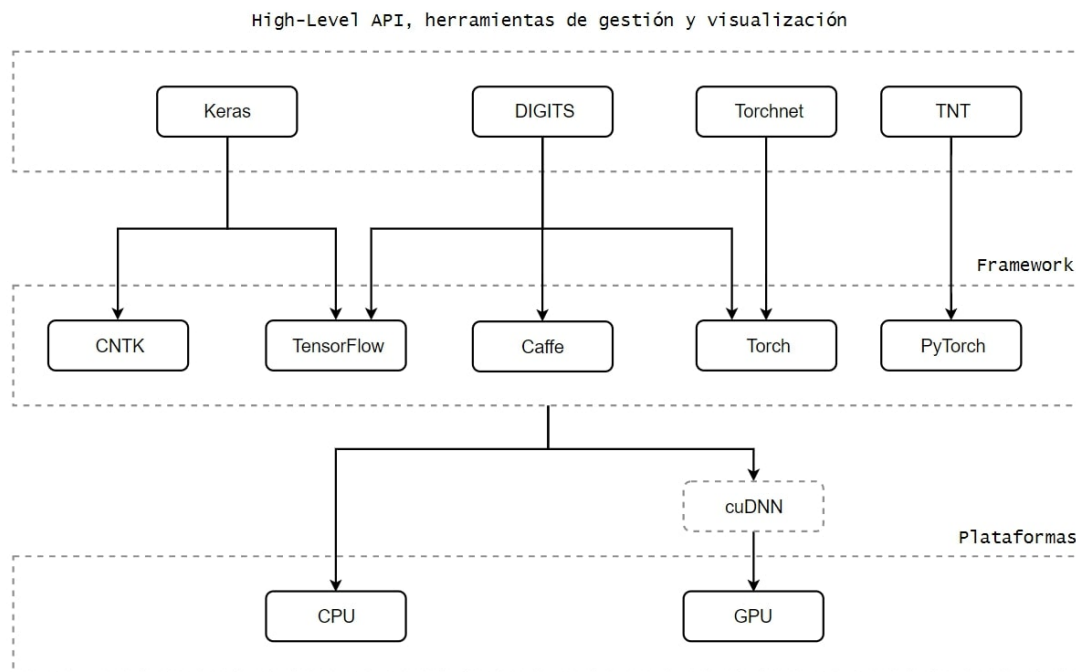 High-Level API, herramientas de gestión y visualización
Keras
DIGITS
Torchnet
TNT
Framework
CNTK
TensorFlow
Caffe
Torch
PyTorch
cuDNN
Plataformas
CPU
GPU